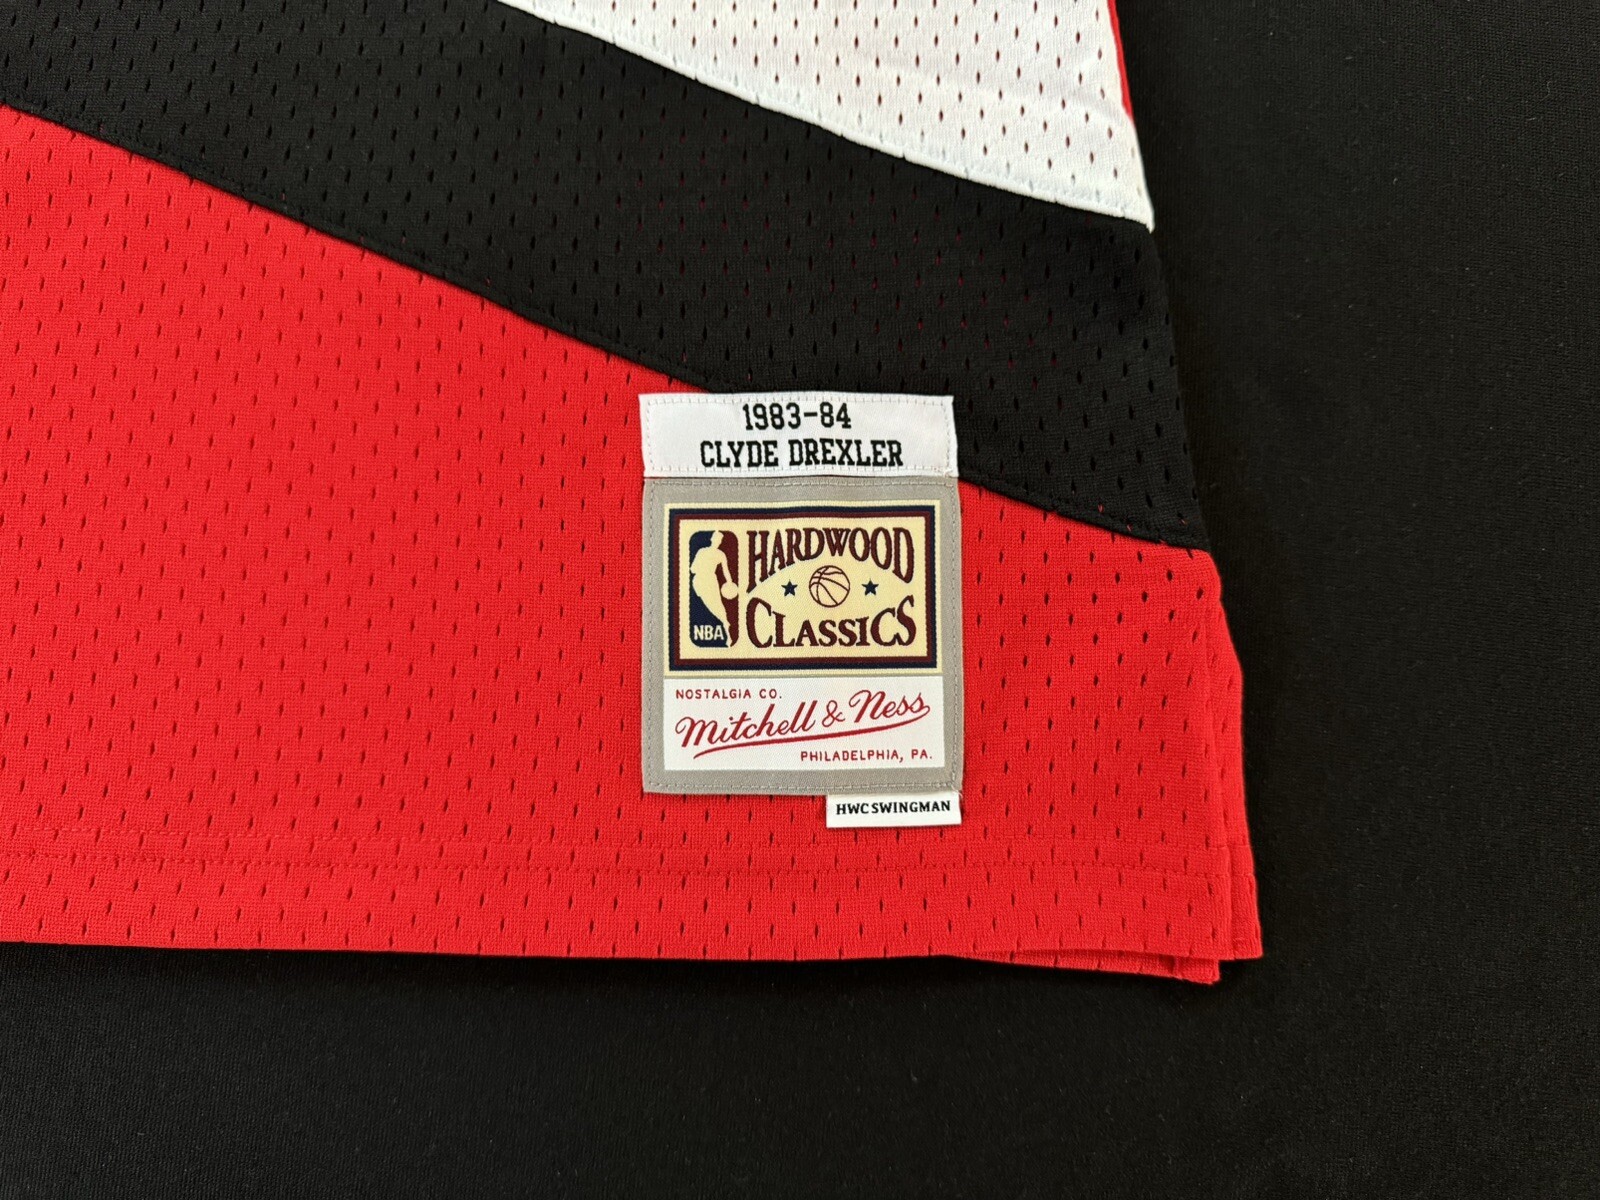 1983-84
CLYDE DREXLER
HARDWOOD
CLASSICS
NBA
NOSTALGIA CO.
Mitchell & Ness
PHILADELPHIA, PA.
HWC SWINGMAN